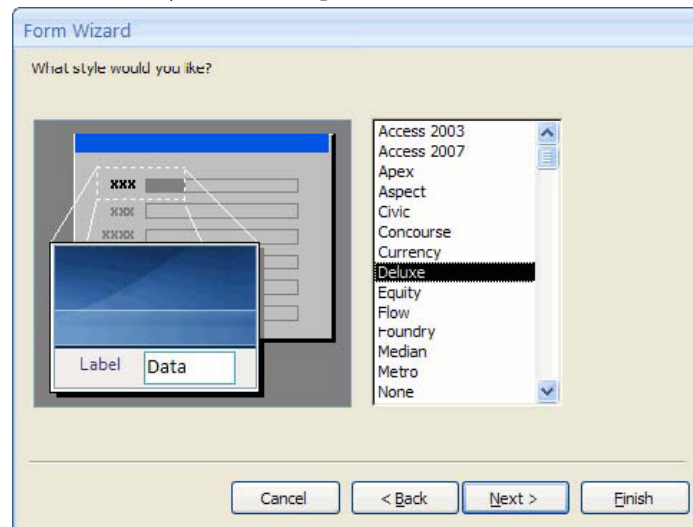 Form Wizard
What style would you like?
xxx
xxx
xxxx
Label Data
Access 2003
Access 2007
Apex
Aspect
Civic
Concourse
Currency
Deluxe
Equity
Flow
Foundry
Median
Metro
None
Cancel < Back Next > Finish